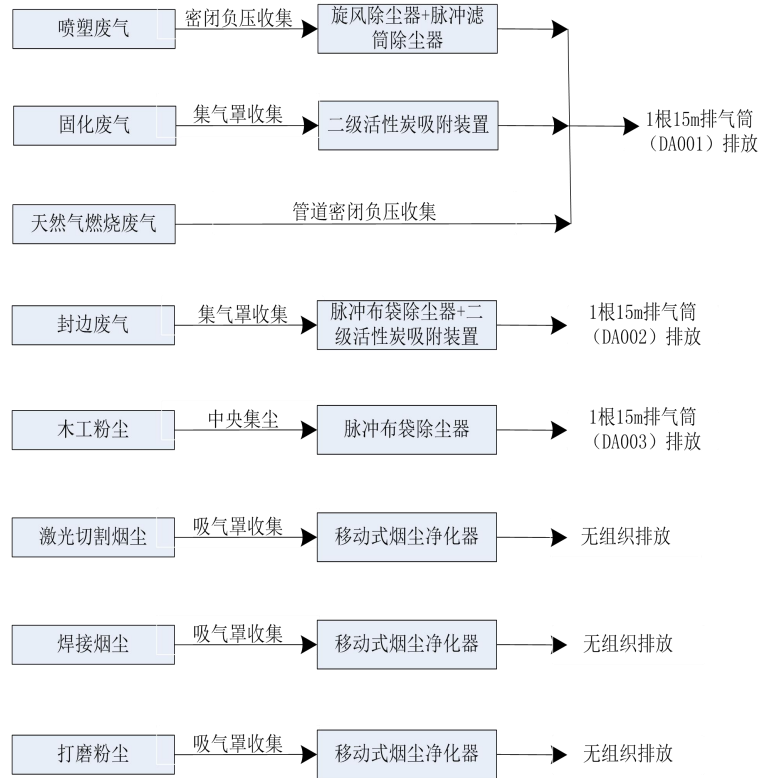 喷塑废气
密闭负压收集
旋风除尘器+脉冲滤
筒除尘器
固化废气
集气罩收集
二级活性炭吸附装置
1根15m排气筒
（DA001）排放
天然气燃烧废气
管道密闭负压收集
封边废气
集气罩收集
脉冲布袋除尘器+二
级活性炭吸附装置
1根15m排气筒
（DA002）排放
木工粉尘
中央集尘
脉冲布袋除尘器
1根15m排气筒
（DA003）排放
激光切割烟尘
吸气罩收集
移动式烟尘净化器
无组织排放
焊接烟尘
吸气罩收集
移动式烟尘净化器
无组织排放
打磨粉尘
吸气罩收集
移动式烟尘净化器
无组织排放